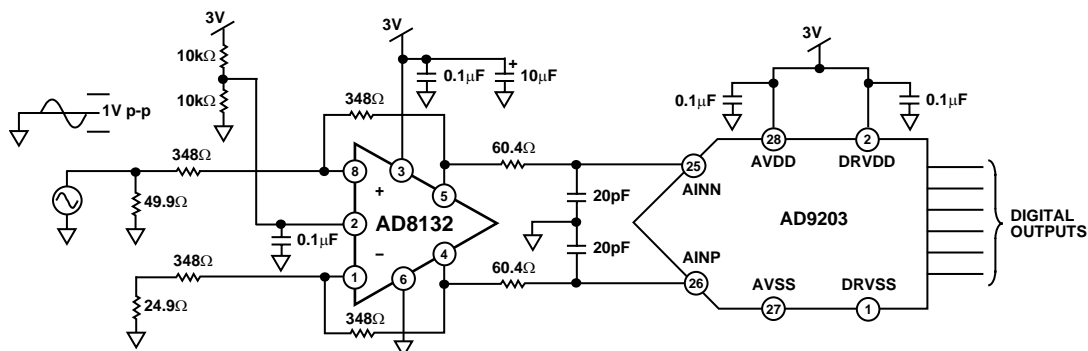 3V
10kΩ
10kΩ
1V p-p
348Ω
49.9Ω
348Ω
24.9Ω
0.1μF
3V
0.1μF
+
10μF
348Ω
8
+
2
−
1
3
5
AD8132
4
6
348Ω
60.4Ω
20pF
20pF
60.4Ω
3V
0.1μF
0.1μF
28
AVDD
2
DRVDD
25
AINN
AD9203
AINP
26
AVSS
27
DRVSS
1
DIGITAL
OUTPUTS